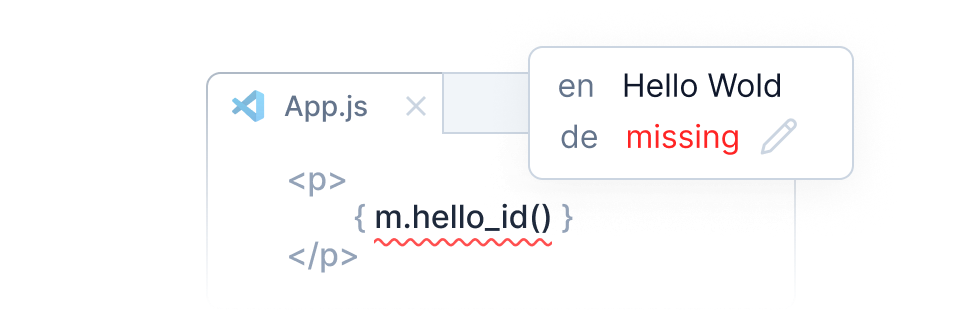 en Hello Wold
de missing
App.js
<p>
{ m.hello_id() }
</p>